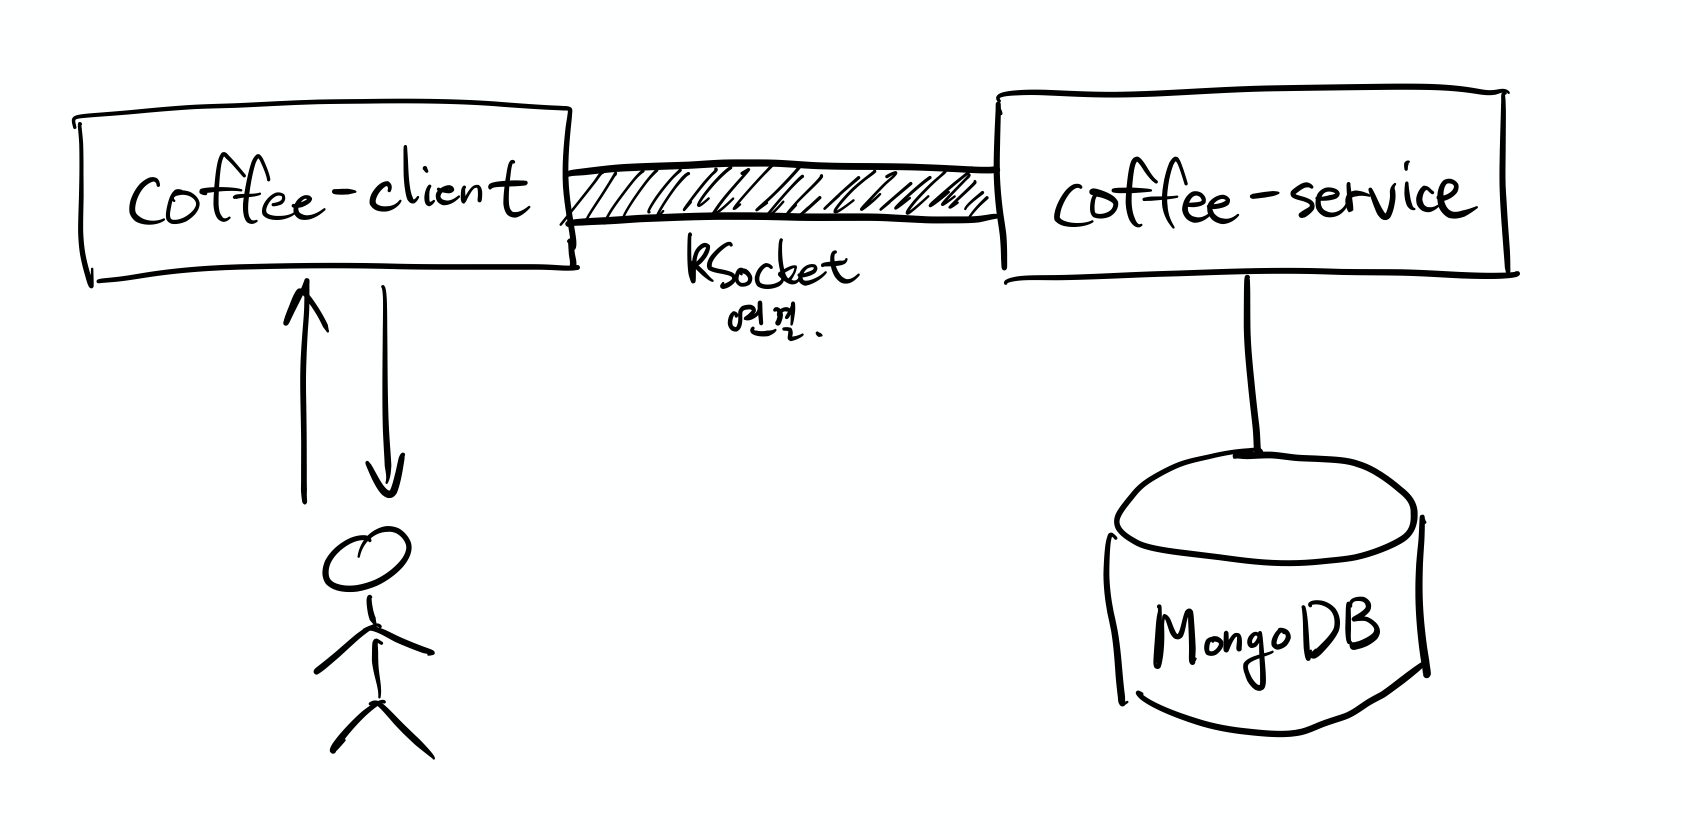 coffee-client
coffee-service
RSocket
연결.
MongoDB